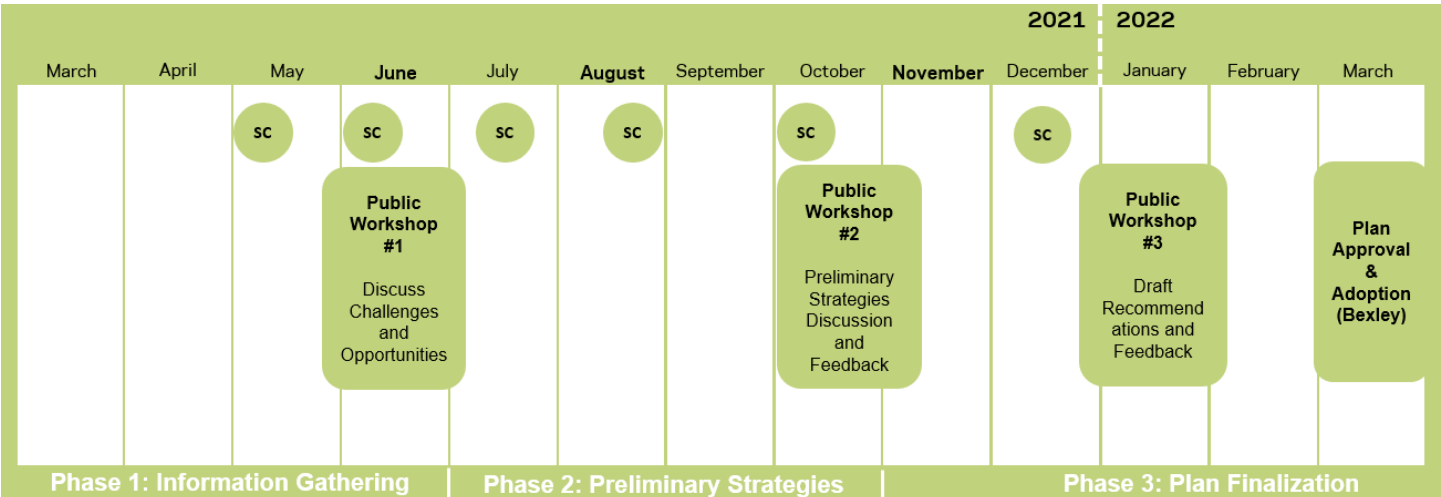 2021 2022
March April May June July August September October November December January February March
SC SC SC SC SC SC
Public
Workshop
#1
Discuss
Challenges
and
Opportunities
Public
Workshop
#2
Preliminary
Strategies
Discussion
and
Feedback
Public
Workshop
#3
Draft
Recommend
ations and
Feedback
Plan
Approval
&
Adoption
(Bexley)
Phase 1: Information Gathering Phase 2: Preliminary Strategies Phase 3: Plan Finalization